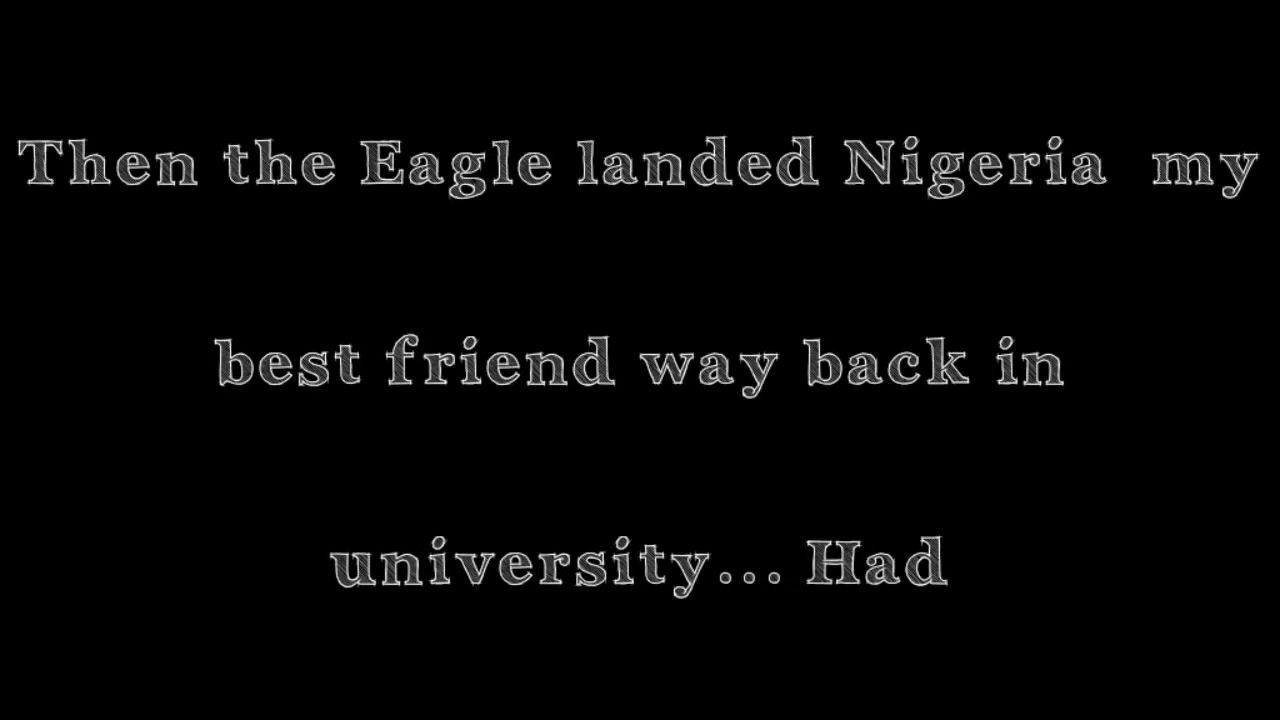 Then the Eagle landed Nigeria  my
best friend way back in
university... Had